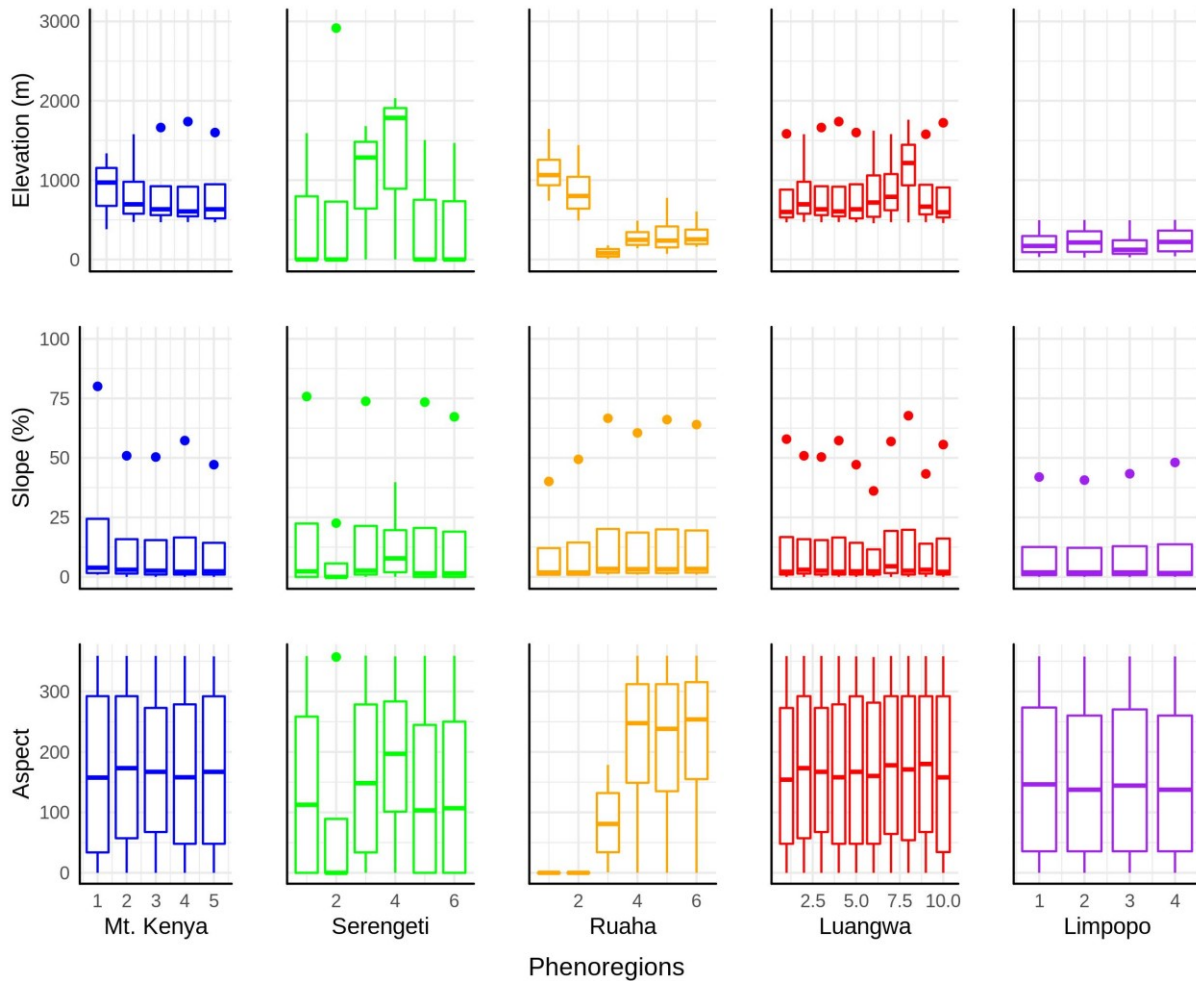 Elevation (m)
3000
2000
1000
0
Slope (%)
100
75
50
25
0
Aspect
300
200
100
0
1 2 3 4 5
2 4 6
2 4 6
2.5 5.0 7.5 10.0
1 2 3 4
Mt. Kenya
Serengeti
Ruaha
Luangwa
Limpopo
Phenoregions